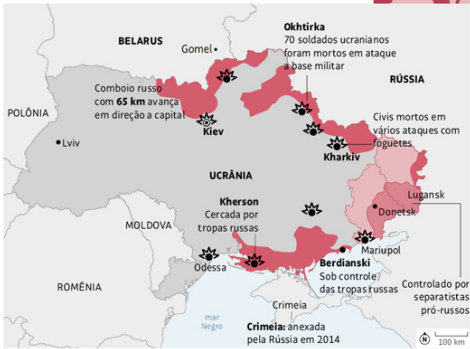 BELARUS
Gomel
Okhtirka
70 soldados ucranianos
foram mortos em ataque
a base militar
RÚSSIA
Comboio russo
com 65 km avança
em direção a capital
POLÔNIA
Civis mortos em
vários ataques com
foguetes
Kiev
Lviv
Kharkiv
UCRÂNIA
Kherson
Cercada por
tropas russas
Lugansk
Donetsk
MOLDOVA
Mariupol
Odessa
Berdianski
Sob controle
das tropas russas
Controlado por
separatistas
pró-russos
ROMÊNIA
Crimeia
mar
Negro
Crimeia: anexada
pela Rússia em 2014
N
100 km